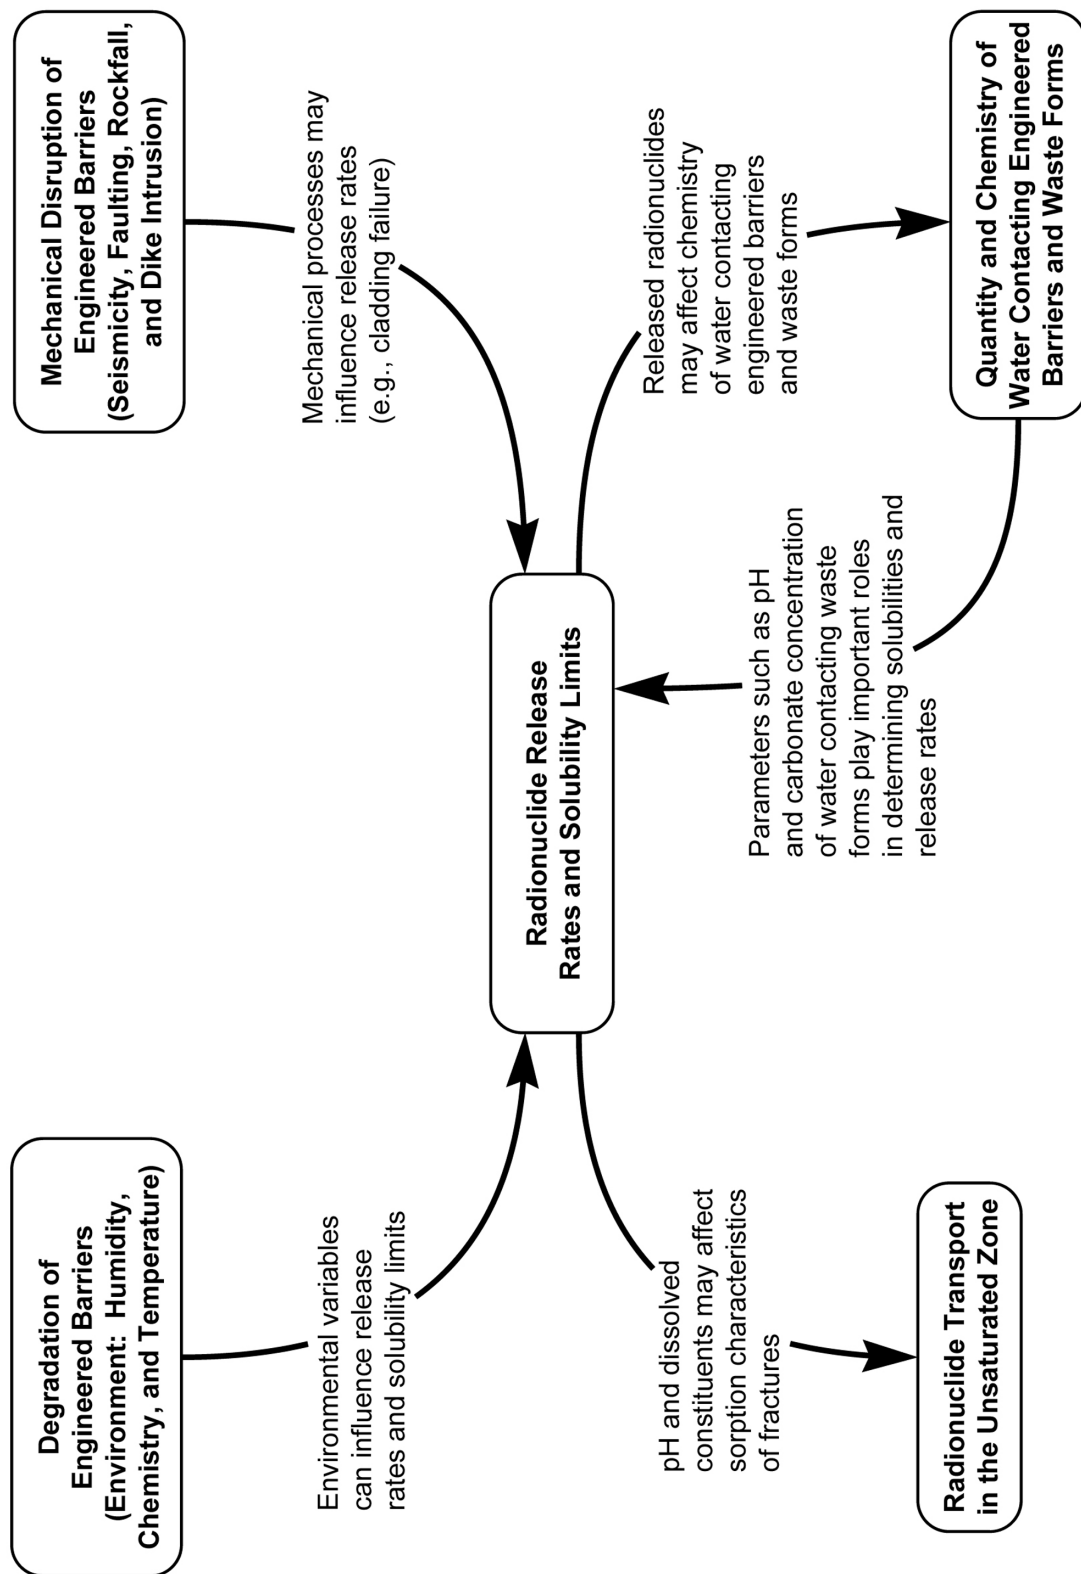 Degradation of
Engineered Barriers
(Environment: Humidity,
Chemistry, and Temperature)
Mechanical Disruption of
Engineered Barriers
(Seismicity, Faulting, Rockfall,
and Dike Intrusion)
Environmental variables
can influence release
rates and solubility limits
Mechanical processes may
influence release rates
(e.g., cladding failure)
Radionuclide Release
Rates and Solubility Limits
pH and dissolved
constituents may affect
sorption characteristics
of fractures
Parameters such as pH
and carbonate concentration
of water contacting waste
forms play important roles
in determining solubilities and
release rates
Released radionuclides
may affect chemistry
of water contacting
engineered barriers
and waste forms
Radionuclide Transport
in the Unsaturated Zone
Quantity and Chemistry of
Water Contacting Engineered
Barriers and Waste Forms